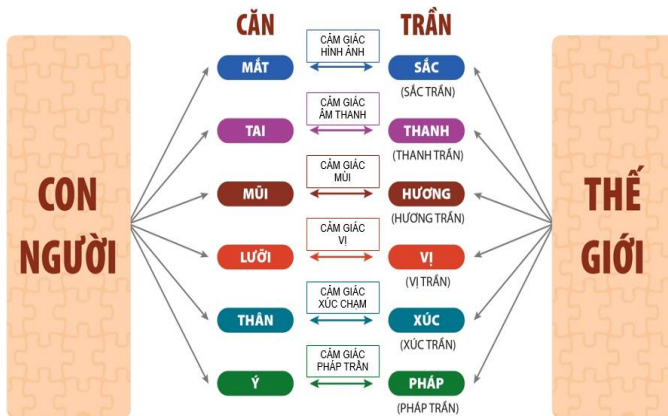 CĂN
TRẦN
CON
NGƯỜI
THẾ
GIỚI
MẮT
CẢM GIÁC
HÌNH ẢNH
SẮC
(SẮC TRẦN)
TAI
CẢM GIÁC
ÂM THANH
THANH
(THANH TRẦN)
MŨI
CẢM GIÁC
MÙI
HƯƠNG
(HƯƠNG TRẦN)
LƯỠI
CẢM GIÁC
VỊ
VỊ
(VỊ TRẦN)
THÂN
CẢM GIÁC
XÚC CHẠM
XÚC
(XÚC TRẦN)
Ý
CẢM GIÁC
PHÁP TRẦN
PHÁP
(PHÁP TRẦN)